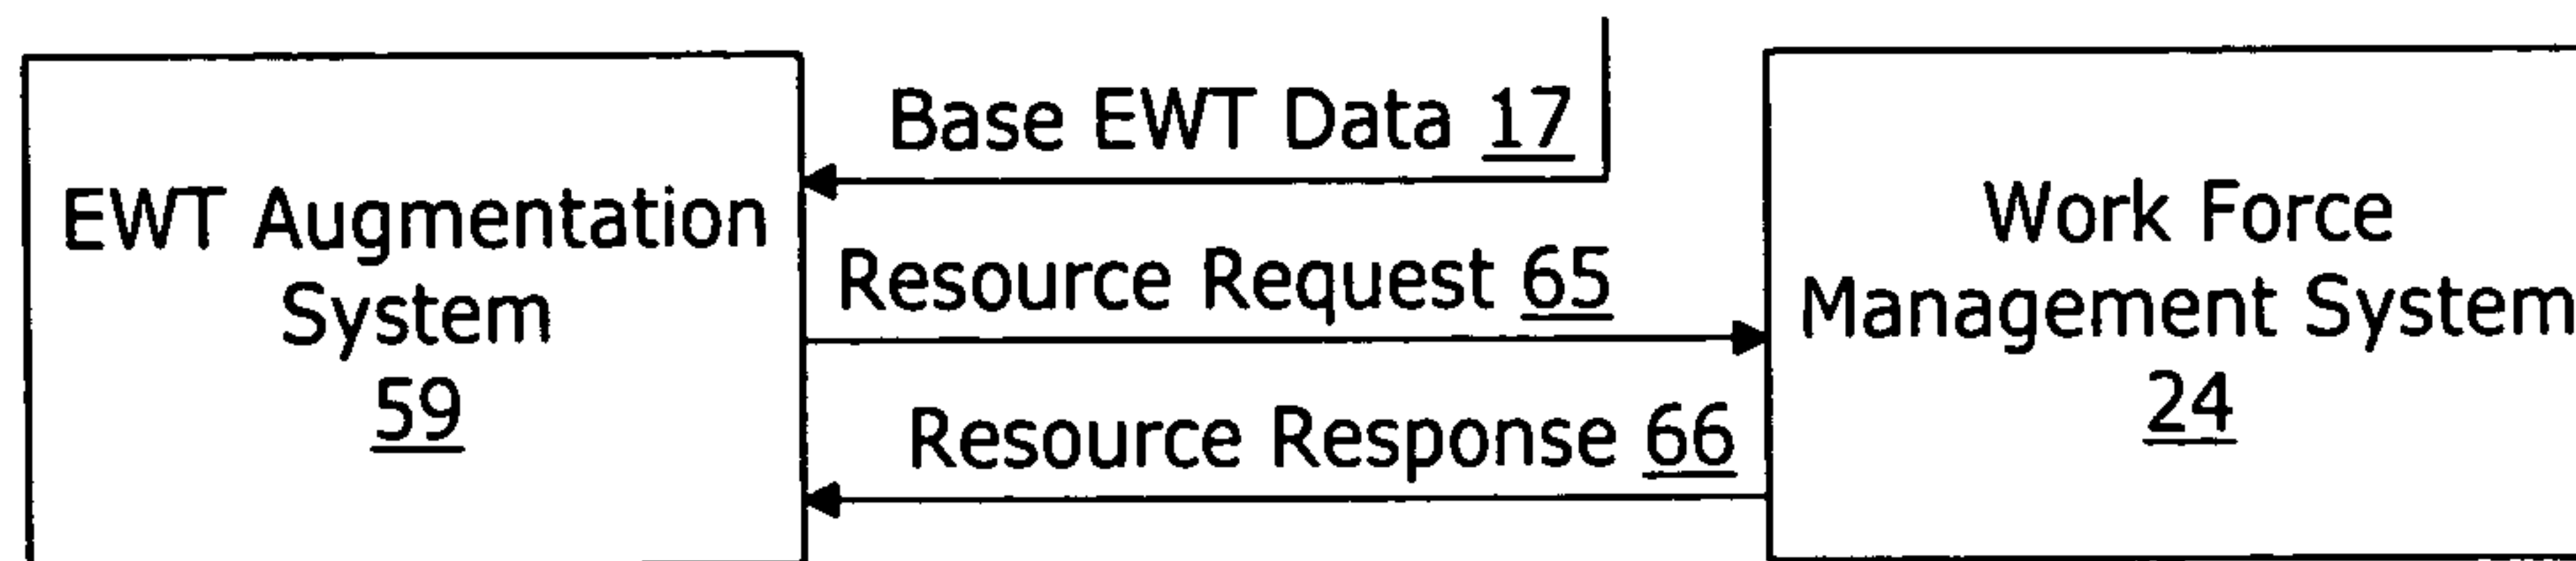 EWT Augmentation
System
59
Base EWT Data 17
Resource Request 65
Resource Response 66
Work Force
Management System
24